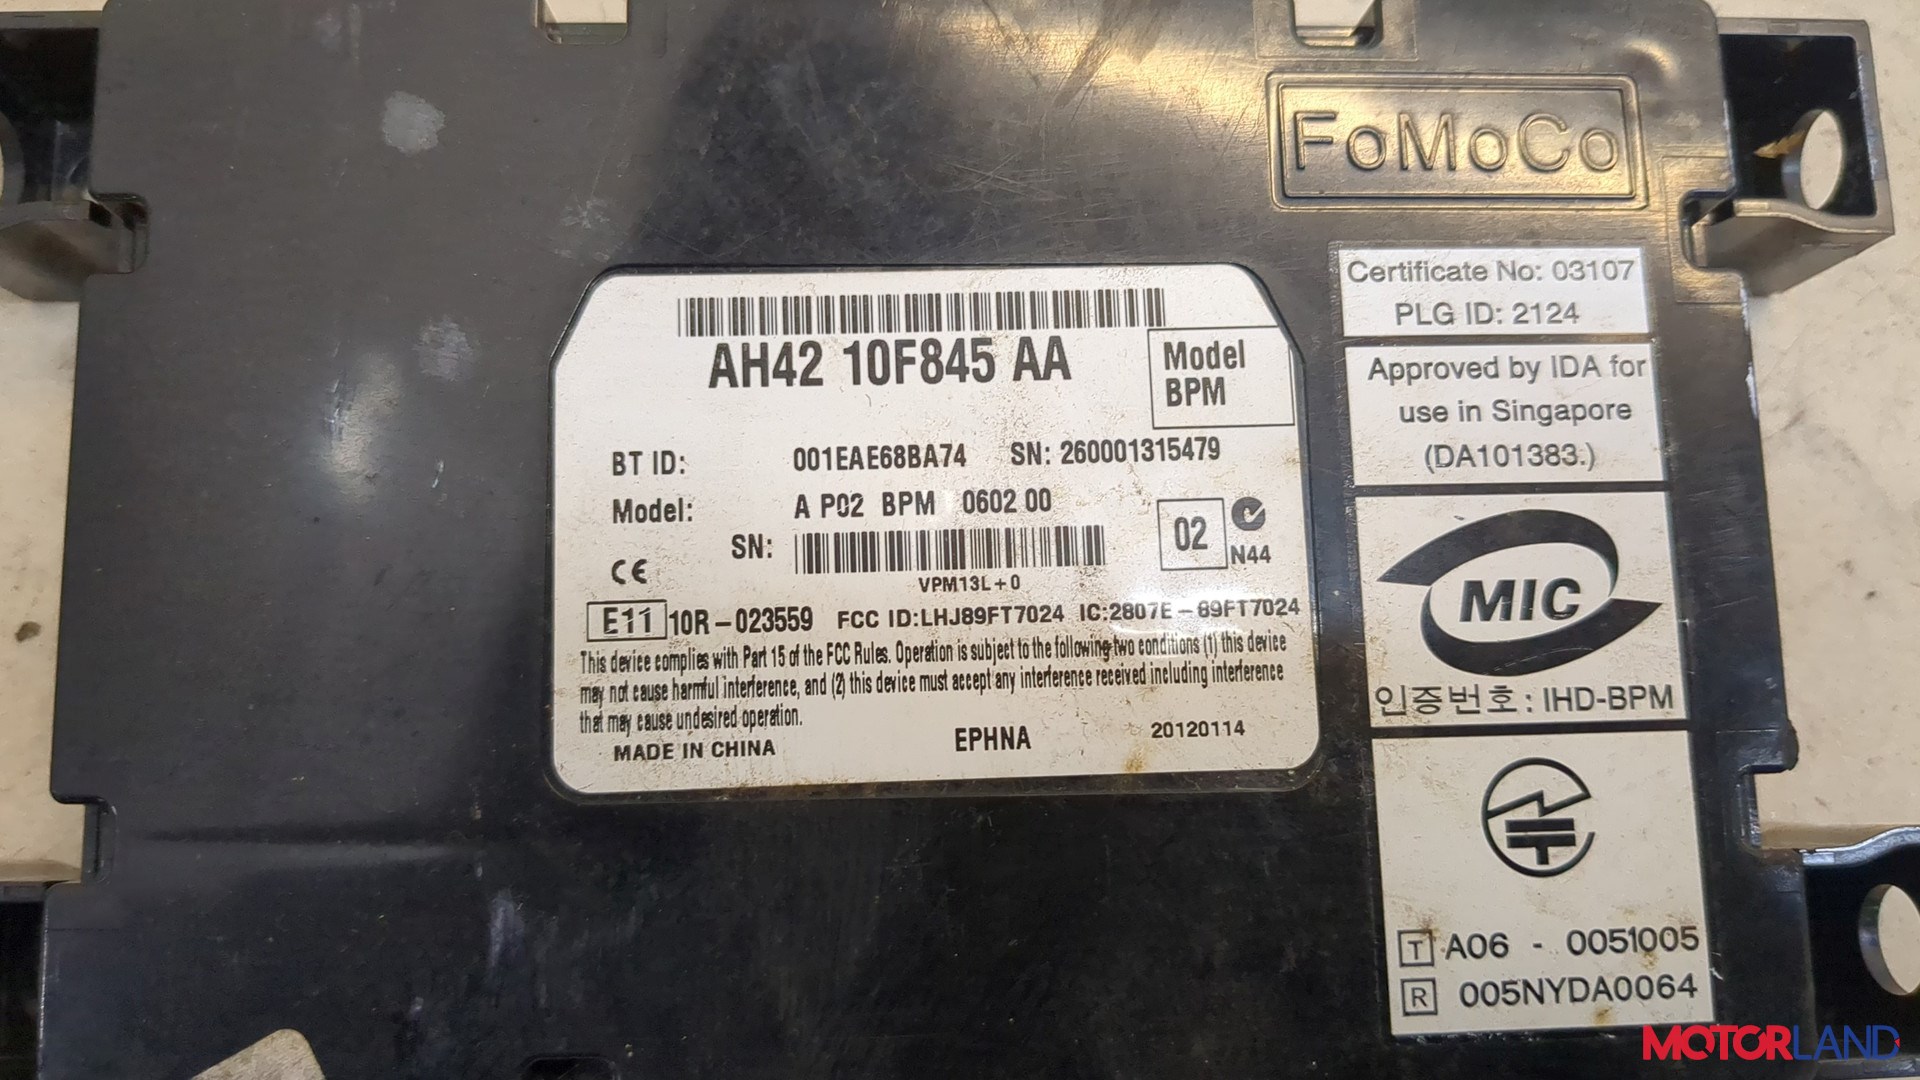 FoMoCo
AH42 10F845 AA
Model
BPM
BT ID: 001EAE68BA74 SN: 260001315479
Model: A P02 BPM 0602 00
SN:
02
N44
VPM13L+0
CE
E11 10R-023559 FCC ID:LHJ89FT7024 IC:2807E-89FT7024
This device complies with Part 15 of the FCC Rules. Operation is subject to the following two conditions (1) this device
may not cause harmful interference, and (2) this device must accept any interference received including interference
that may cause undesired operation.
MADE IN CHINA EPHNA 20120114
Certificate No: 03107
PLG ID: 2124
Approved by IDA for
use in Singapore
(DA101383.)
MIC
인증번호: IHD-BPM
T A06 - 0051005
R 005NYDA0064
MOTORLAND